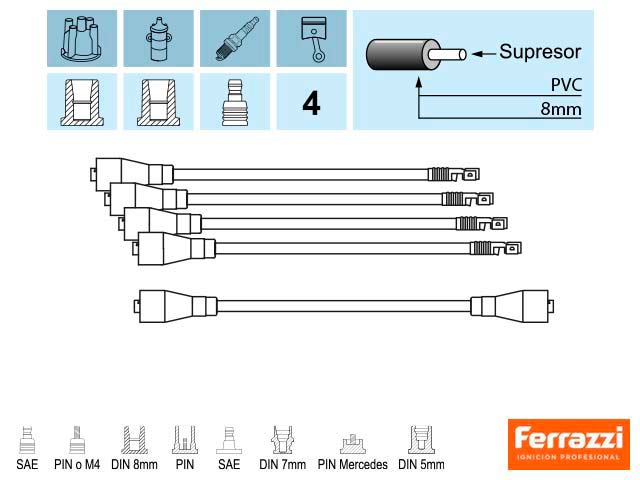 Supresor
PVC
8mm
4
SAE PIN o M4 DIN 8mm PIN SAE DIN 7mm PIN Mercedes DIN 5mm
Ferrazzi
IGNICION PROFESIONAL